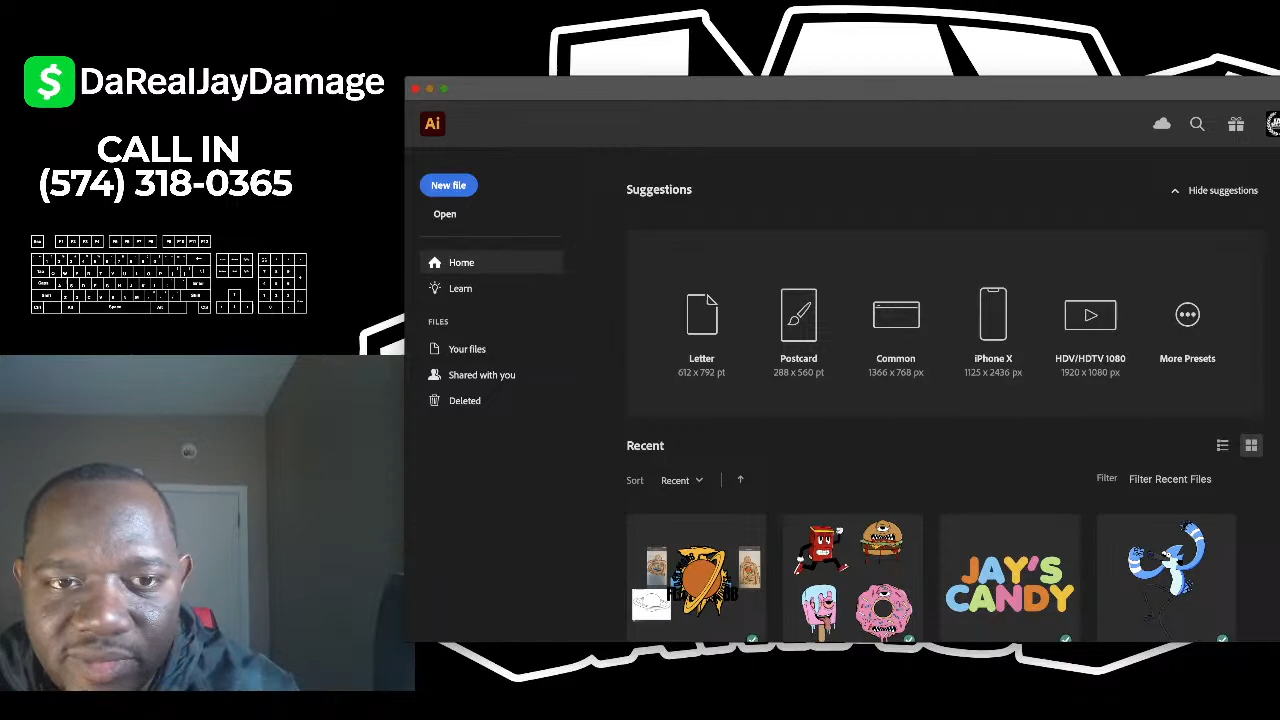 $ DaRealJayDamage
CALL IN
(574) 318-0365
Ai
New file
Open
Home
Learn
FILES
Your files
Shared with you
Deleted
Suggestions
Hide suggestions
Letter
612 x 792 pt
Postcard
288 x 560 pt
Common
1366 x 768 px
iPhone X
1125 x 2436 px
HDV/HDTV 1080
1920 x 1080 px
More Presets
Recent
Sort
Recent
Filter
Filter Recent Files
JAY'S
CANDY